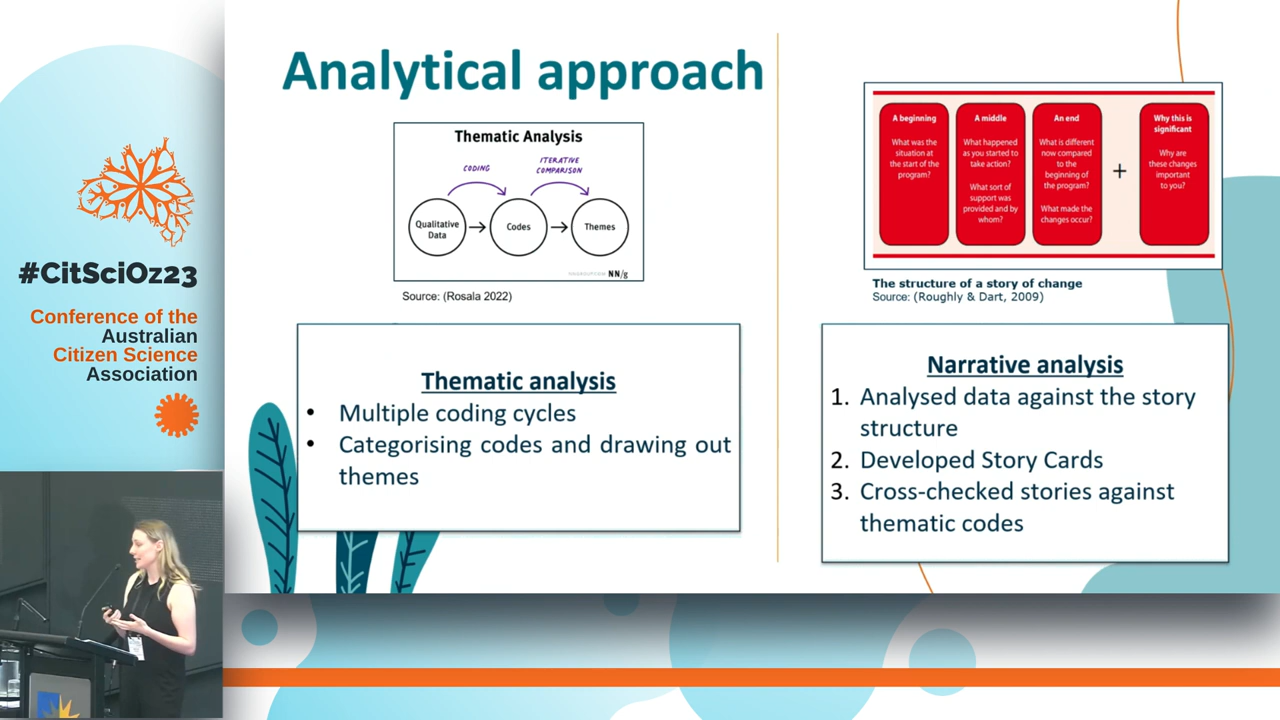 #CitSciOz23
Conference of the
Australian
Citizen Science
Association
Analytical approach
Thematic Analysis
CODING
ITERATIVE
COMPARISON
Qualitative
Data
Codes
Themes
NN/g
Source: (Rosala 2022)
Thematic analysis
• Multiple coding cycles
• Categorising codes and drawing out
themes
A beginning
What was the
situation at
the start of the
program?
A middle
What happened
as you started to
take action?
What sort of
support was
provided and by
whom?
An end
What is different
now compared
to the
beginning of
the program?
What made the
changes occur?
+
Why this is
significant
Why are
these changes
important
to you?
The structure of a story of change
Source: (Roughly & Dart, 2009)
Narrative analysis
1. Analysed data against the story
structure
2. Developed Story Cards
3. Cross-checked stories against
thematic codes